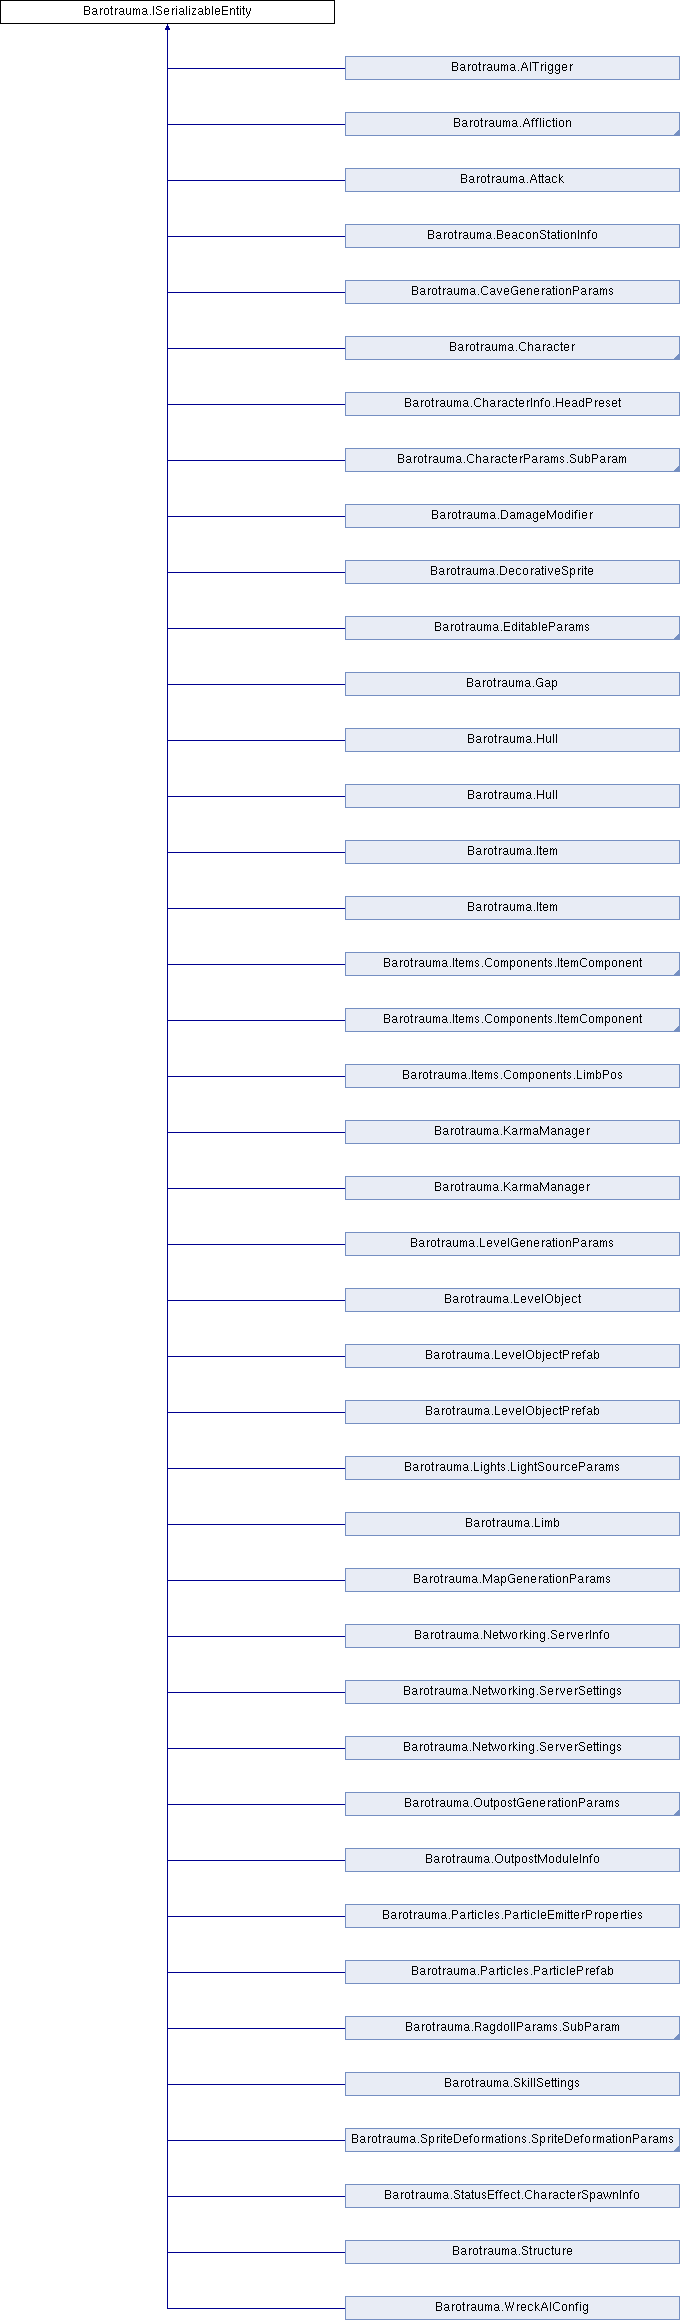 Barotrauma.ISerializableEntity
Barotrauma.AITrigger
Barotrauma.Affliction
Barotrauma.Attack
Barotrauma.BeaconStationInfo
Barotrauma.CaveGenerationParams
Barotrauma.Character
Barotrauma.CharacterInfo.HeadPreset
Barotrauma.CharacterParams.SubParam
Barotrauma.DamageModifier
Barotrauma.DecorativeSprite
Barotrauma.EditableParams
Barotrauma.Gap
Barotrauma.Hull
Barotrauma.Hull
Barotrauma.Item
Barotrauma.Item
Barotrauma.Items.Components.ItemComponent
Barotrauma.Items.Components.ItemComponent
Barotrauma.Items.Components.LimbPos
Barotrauma.KarmaManager
Barotrauma.KarmaManager
Barotrauma.LevelGenerationParams
Barotrauma.LevelObject
Barotrauma.LevelObjectPrefab
Barotrauma.LevelObjectPrefab
Barotrauma.Lights.LightSourceParams
Barotrauma.Limb
Barotrauma.MapGenerationParams
Barotrauma.Networking.ServerInfo
Barotrauma.Networking.ServerSettings
Barotrauma.Networking.ServerSettings
Barotrauma.OutpostGenerationParams
Barotrauma.OutpostModuleInfo
Barotrauma.Particles.ParticleEmitterProperties
Barotrauma.Particles.ParticlePrefab
Barotrauma.RagdollParams.SubParam
Barotrauma.SkillSettings
Barotrauma.SpriteDeformations.SpriteDeformationParams
Barotrauma.StatusEffect.CharacterSpawnInfo
Barotrauma.Structure
Barotrauma.WreckAIConfig